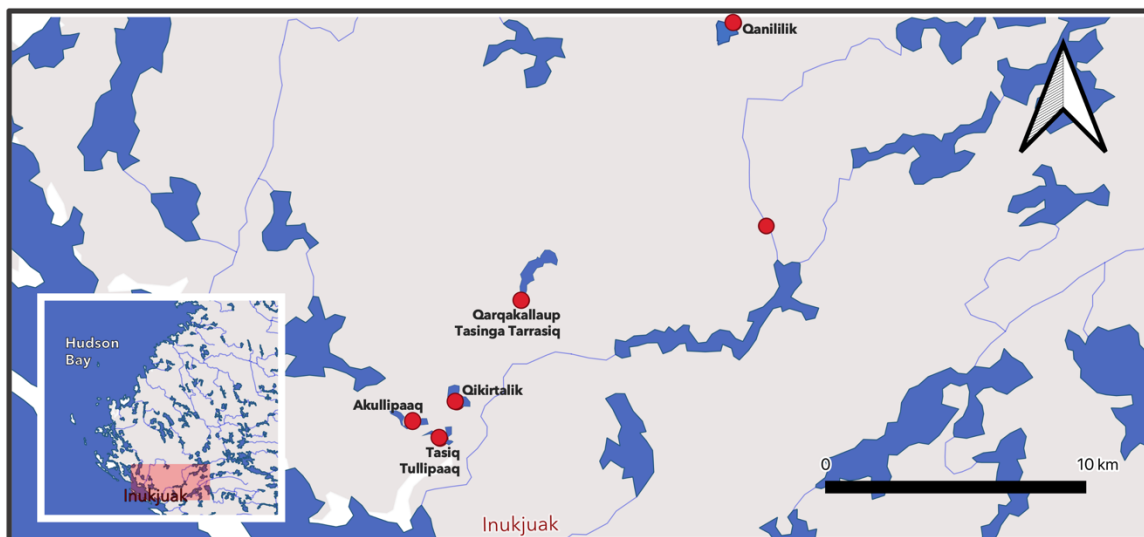 Qanililik
Qarqakallaup
Tasinga Tarrasiq
Qikirtalik
Akullipaaq
Tasiq
Tullipaaq
Hudson
Bay
Inukjuak
Inukjuak
0
10 km